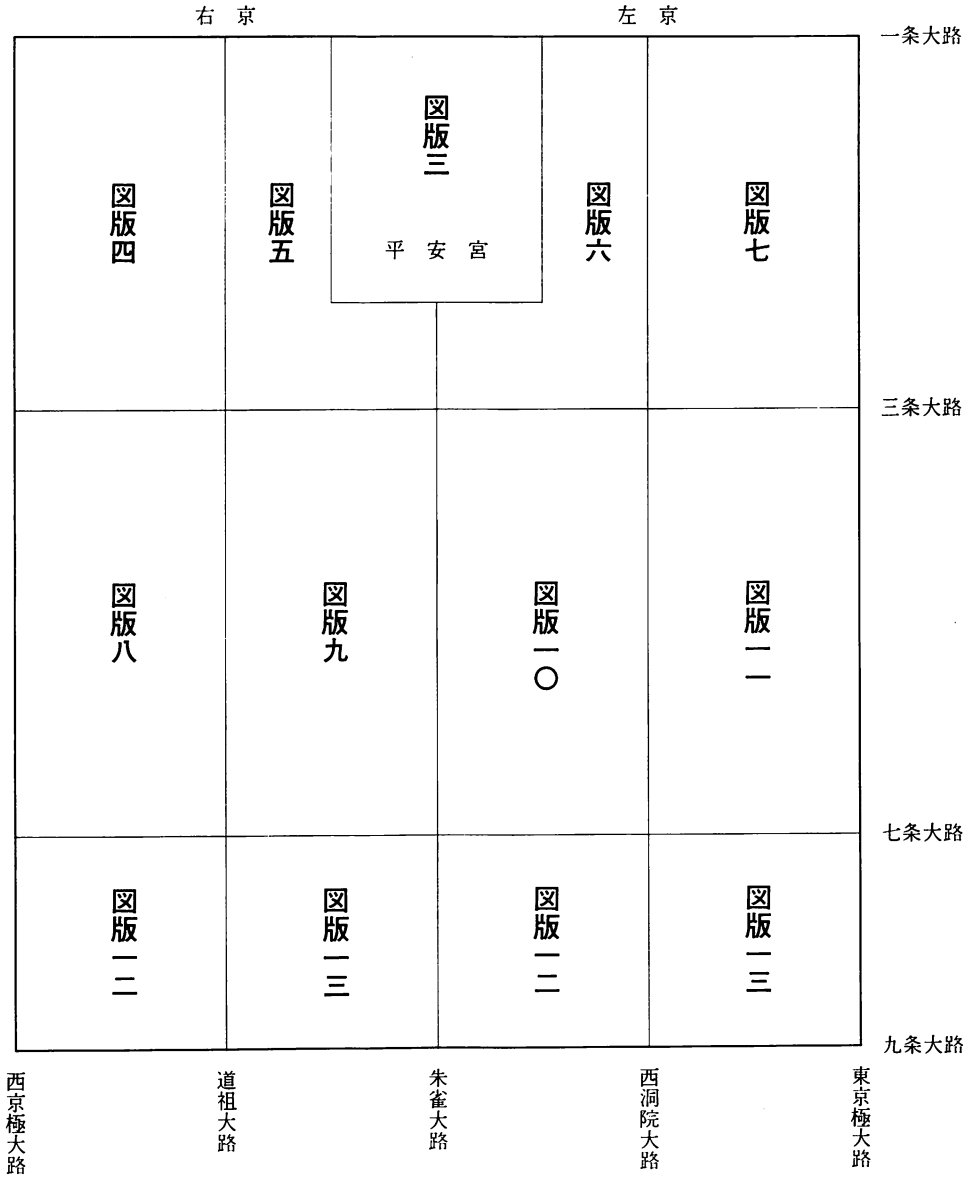 右京
左京
一条大路
図版三
平安宮
図版四
図版五
図版六
図版七
三条大路
図版八
図版九
図版一〇
図版一一
七条大路
図版一二
図版一三
図版一二
図版一三
九条大路
西京極大路
道祖大路
朱雀大路
西洞院大路
東京極大路